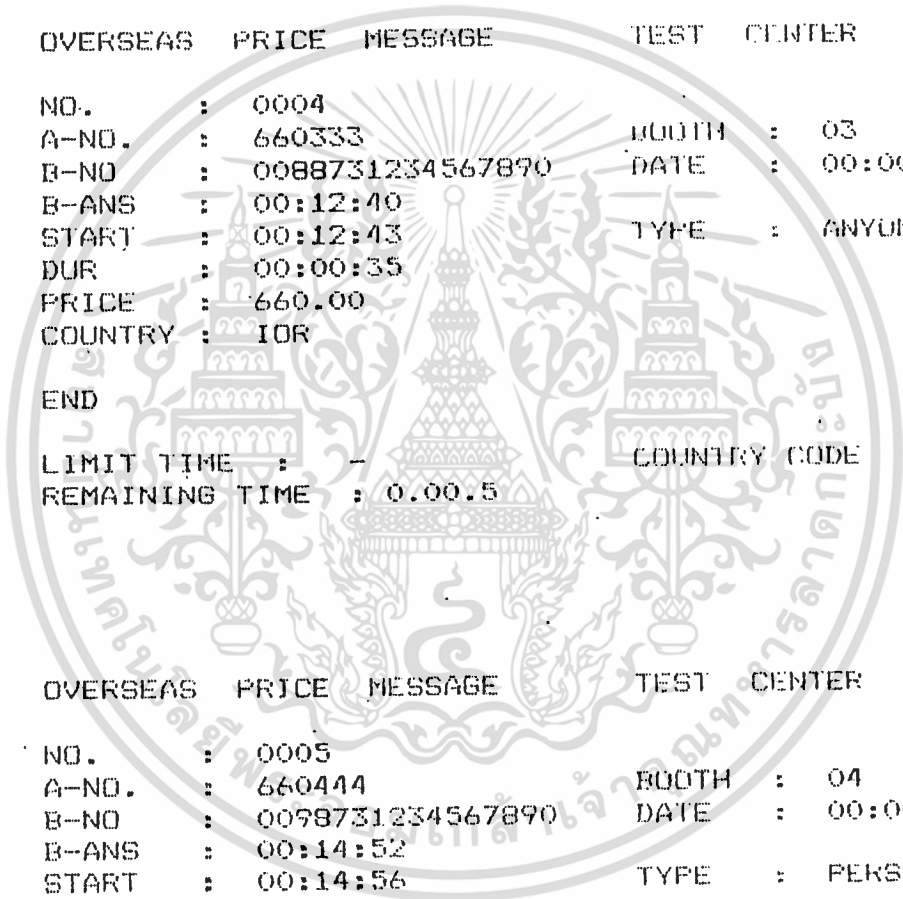 OVERSEAS PRICE MESSAGE TEST CENTER
NO. : 0004
A-NO. : 660333 BOOTH : 03
B-NO : 0088731234567890 DATE : 00:00
B-ANS : 00:12:40
START : 00:12:43 TYPE :
DUR : 00:00:35
PRICE : 660.00
COUNTRY : IOR
END
LIMIT TIME : - COUNTRY CODE
REMAINING TIME : 0.00.5
OVERSEAS PRICE MESSAGE TEST CENTER
NO. : 0005
A-NO. : 660444 BOOTH : 04
B-NO : 0098731234567890 DATE : 00:0
B-ANS : 00:14:52
START : 00:14:56 TYPE : PERS